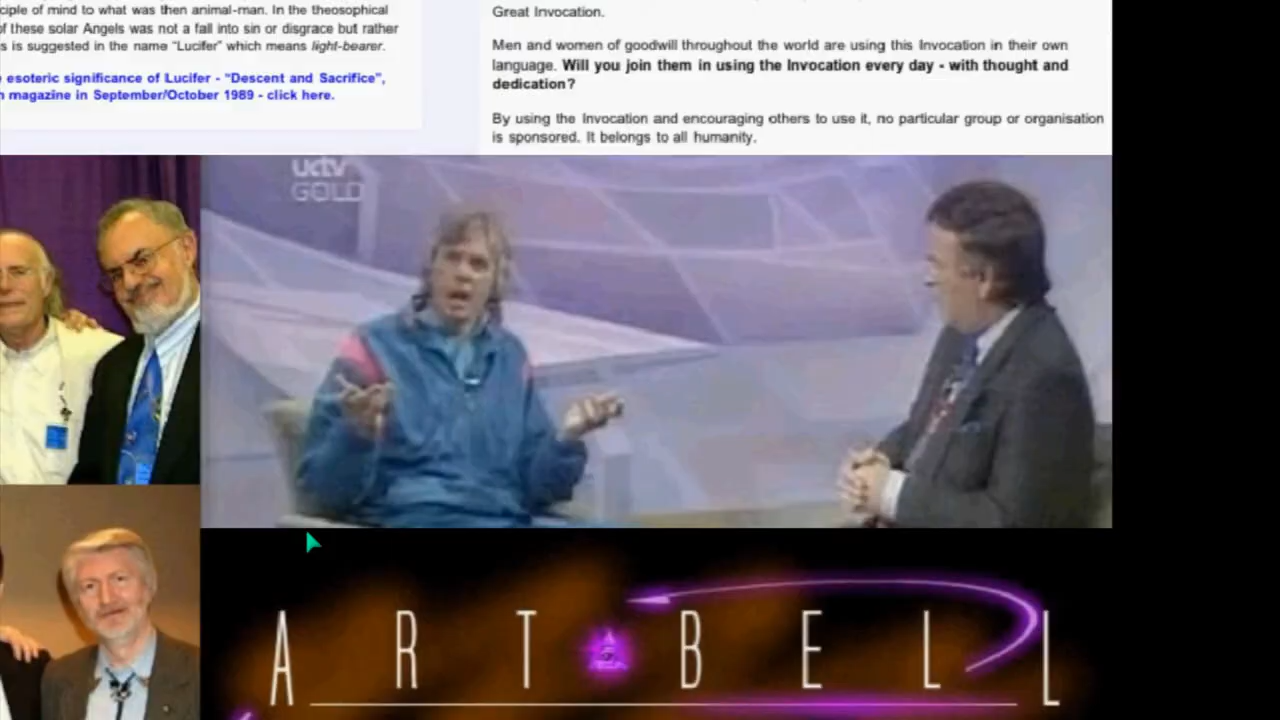 ciple of mind to what was then animal-man. In the theosophical
f these solar Angels was not a fall into sin or disgrace but rather
s is suggested in the name “Lucifer” which means light-bearer.
e esoteric significance of Lucifer - “Descent and Sacrifice”,
n magazine in September/October 1989 - click here.
Great Invocation.
Men and women of goodwill throughout the world are using this Invocation in their own
language. Will you join them in using the Invocation every day - with thought and
dedication?
By using the Invocation and encouraging others to use it, no particular group or organisation
is sponsored. It belongs to all humanity.
uktv
GOLD
ART BELL